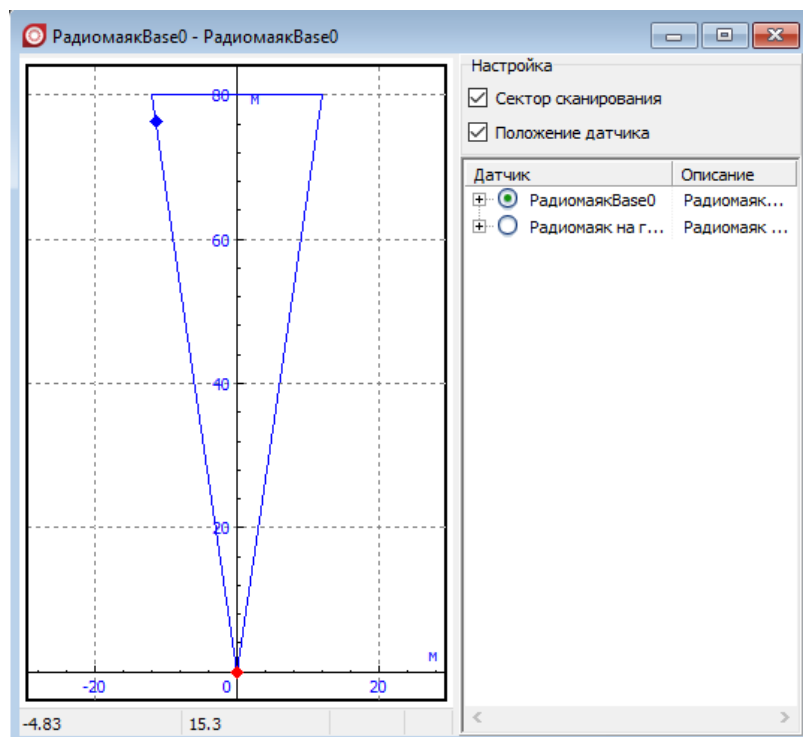 РадиомаякBase0 - РадиомаякBase0
80
М
60
40
20
М
-20
0
20
-4.83
15.3
Настройка
Сектор сканирования
Положение датчика
Датчик Описание
РадиомаякBase0 Радиомаяк...
Радиомаяк на г... Радиомаяк ...